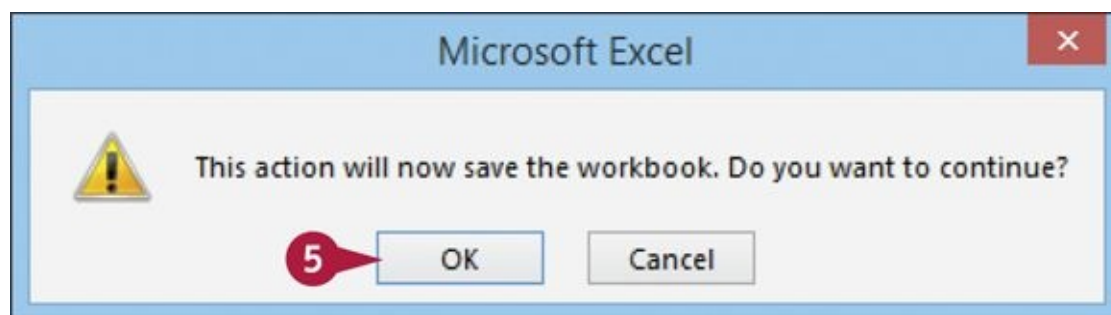 Microsoft Excel
This action will now save the workbook. Do you want to continue?
5 OK Cancel